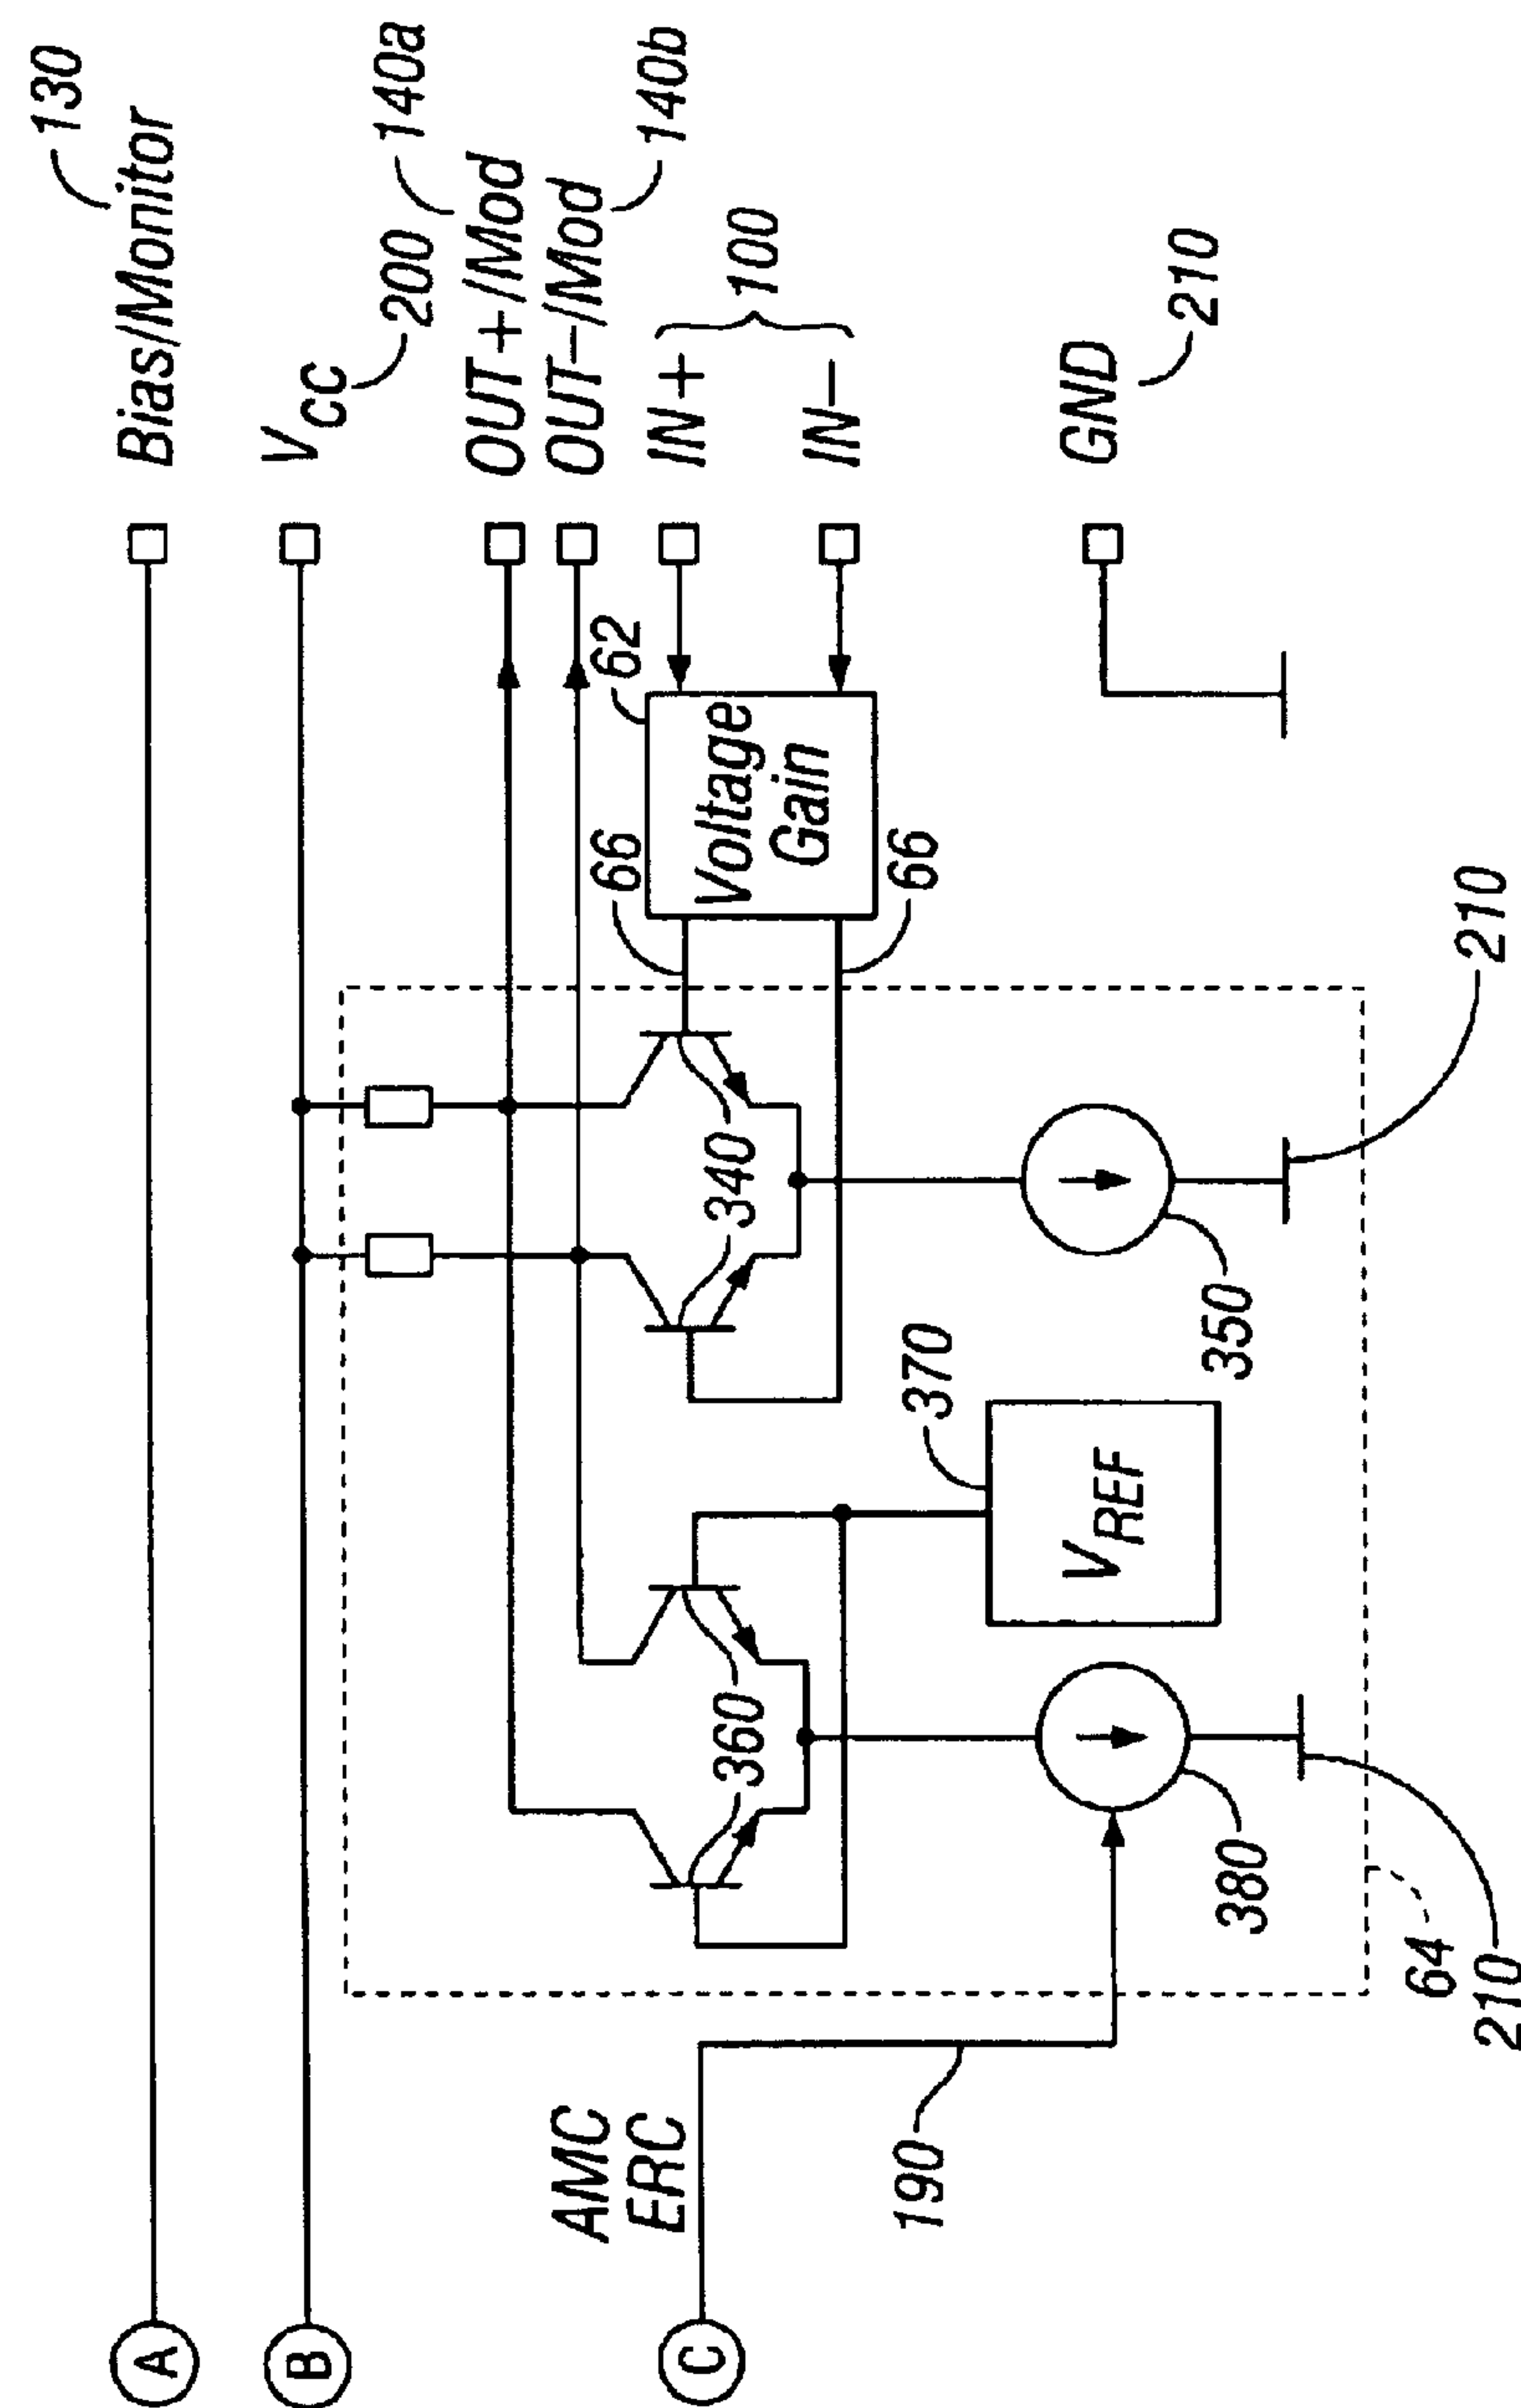 130
Bias/Monitor
VCC
200
140a
OUT+/Mod
OUT-/Mod
140b
IN+
100
IN-
GND
210
62
Voltage
Gain
66
66
340
350
210
370
VREF
360
380
210
64
AMC
ERC
190
A
B
C